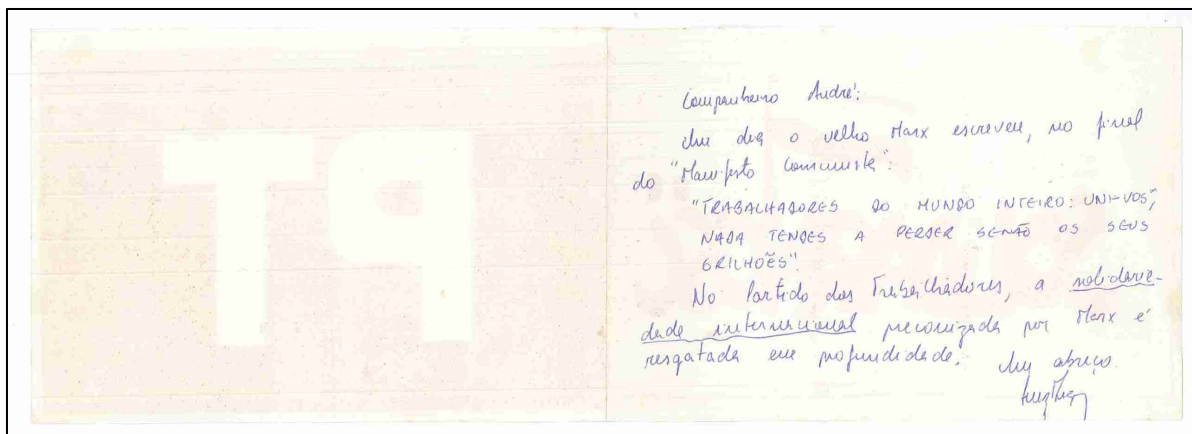 TP
Companheiro André:
Um dia o velho Marx escreveu, no final
do "Manifesto Comunista":
"TRABALHADORES DO MUNDO INTEIRO: UNI-VOS",
NADA TENDES A PERDER SENÃO OS SEUS
GRILHÕES".
No Partido dos Trabalhadores, a solidarie-
dade internacional preconizada por Marx é
resgatada em profundidade. Um abraço.